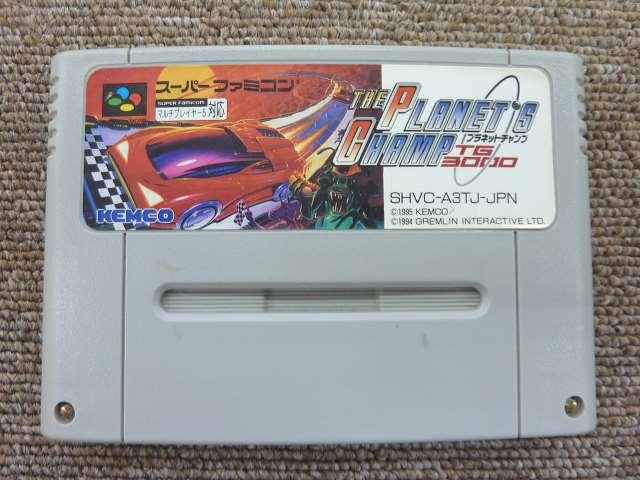 スーパーファミコン
SUPER FAMICOM
マルチプレイヤー5 対応
THE PLANET'S
CHAMP TG
3000
プラネットチャンプ
SHVC-A3TJ-JPN
KEMCO
©1995 KEMCO/
©1994 GREMLIN INTERACTIVE LTD.